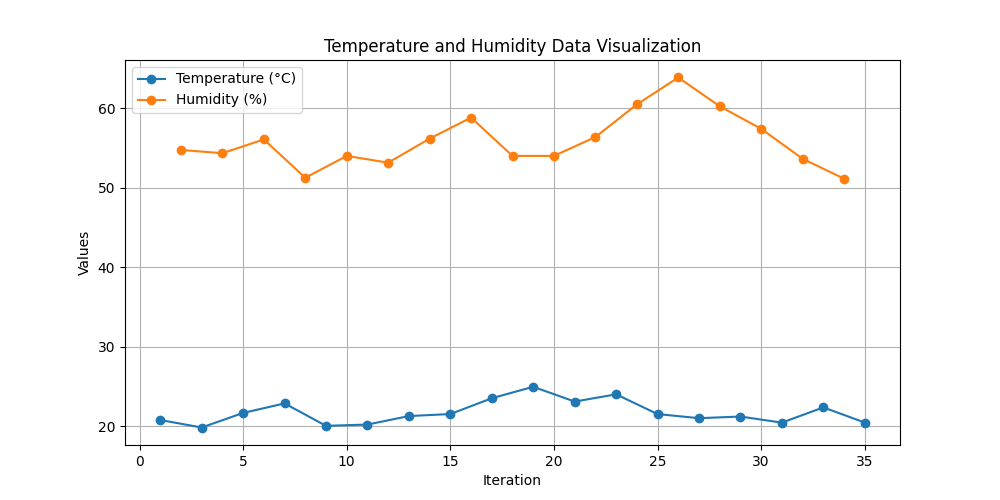 Temperature and Humidity Data Visualization
Temperature (°C)
Humidity (%)
60
50
40
30
20
Values
0 5 10 15 20 25 30 35
Iteration